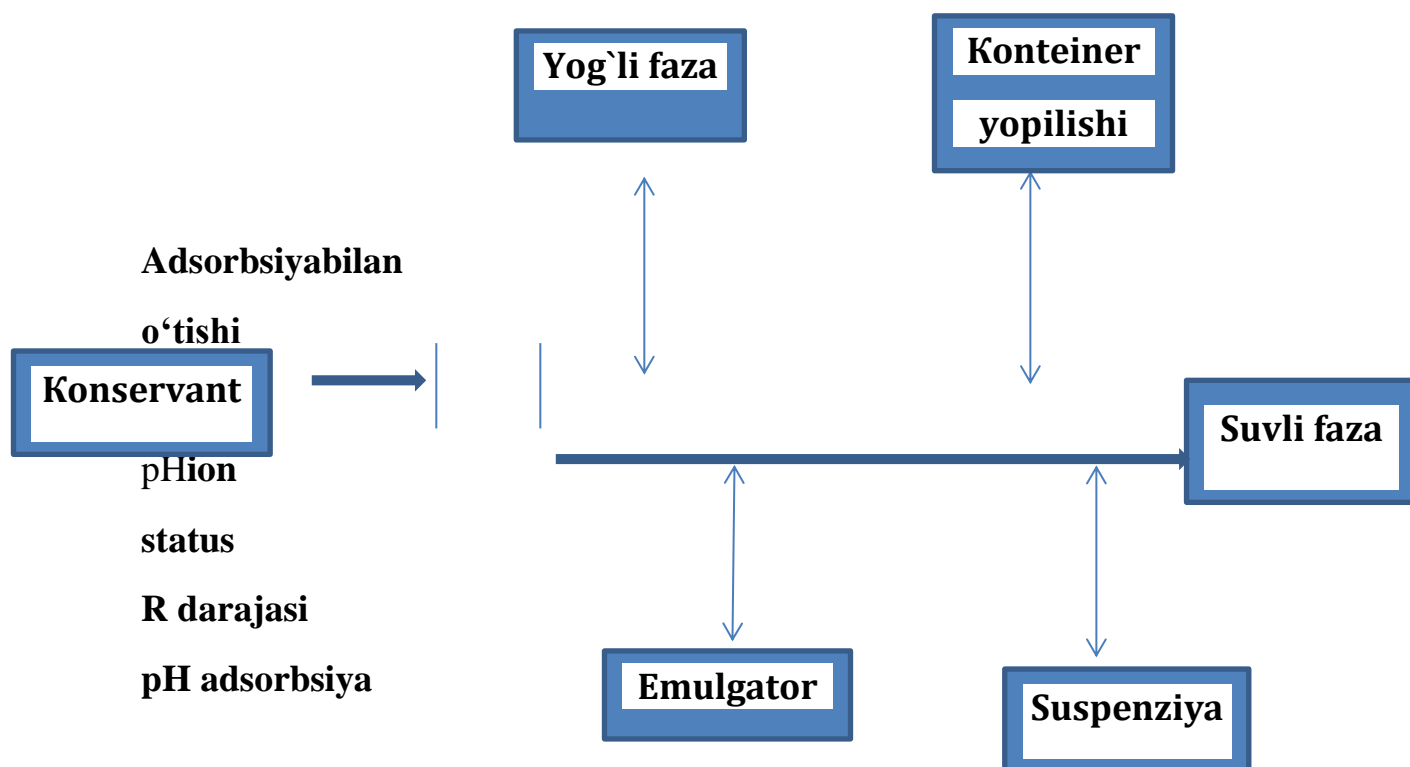 Yog`li faza
Konteiner
yopilishi
Adsorbsiyabilan
o‘tishi
Konservant
pHion
status
R darajasi
pH adsorbsiya
Suvli faza
Emulgator
Suspenziya